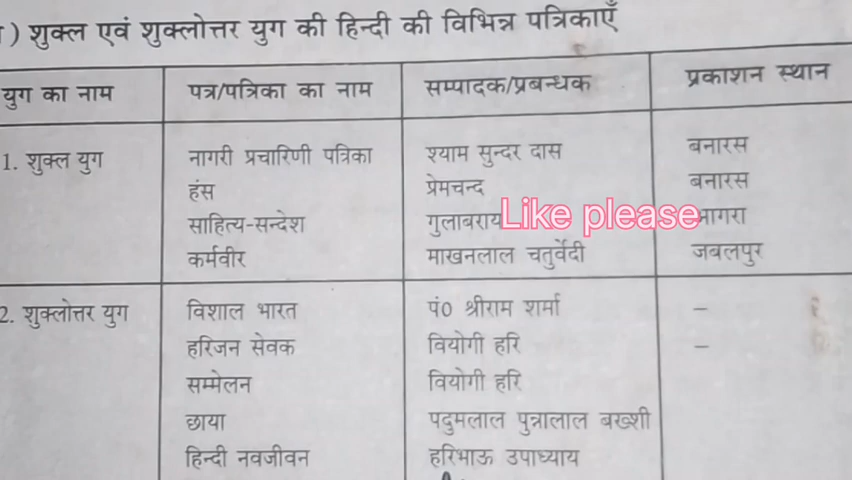 ) शुक्ल एवं शुक्लोत्तर युग की हिन्दी की विभिन्न पत्रिकाएँ
युग का नाम पत्र/पत्रिका का नाम सम्पादक/प्रबन्धक प्रकाशन स्थान
1. शुक्ल युग नागरी प्रचारिणी पत्रिका श्याम सुन्दर दास बनारस
हंस प्रेमचन्द बनारस
साहित्य-सन्देश गुलाबराय Like please आगरा
कर्मवीर माखनलाल चतुर्वेदी जबलपुर
2. शुक्लोत्तर युग विशाल भारत पं0 श्रीराम शर्मा –
हरिजन सेवक वियोगी हरि –
सम्मेलन वियोगी हरि
छाया पदुमलाल पुन्नालाल बख्शी
हिन्दी नवजीवन हरिभाऊ उपाध्याय